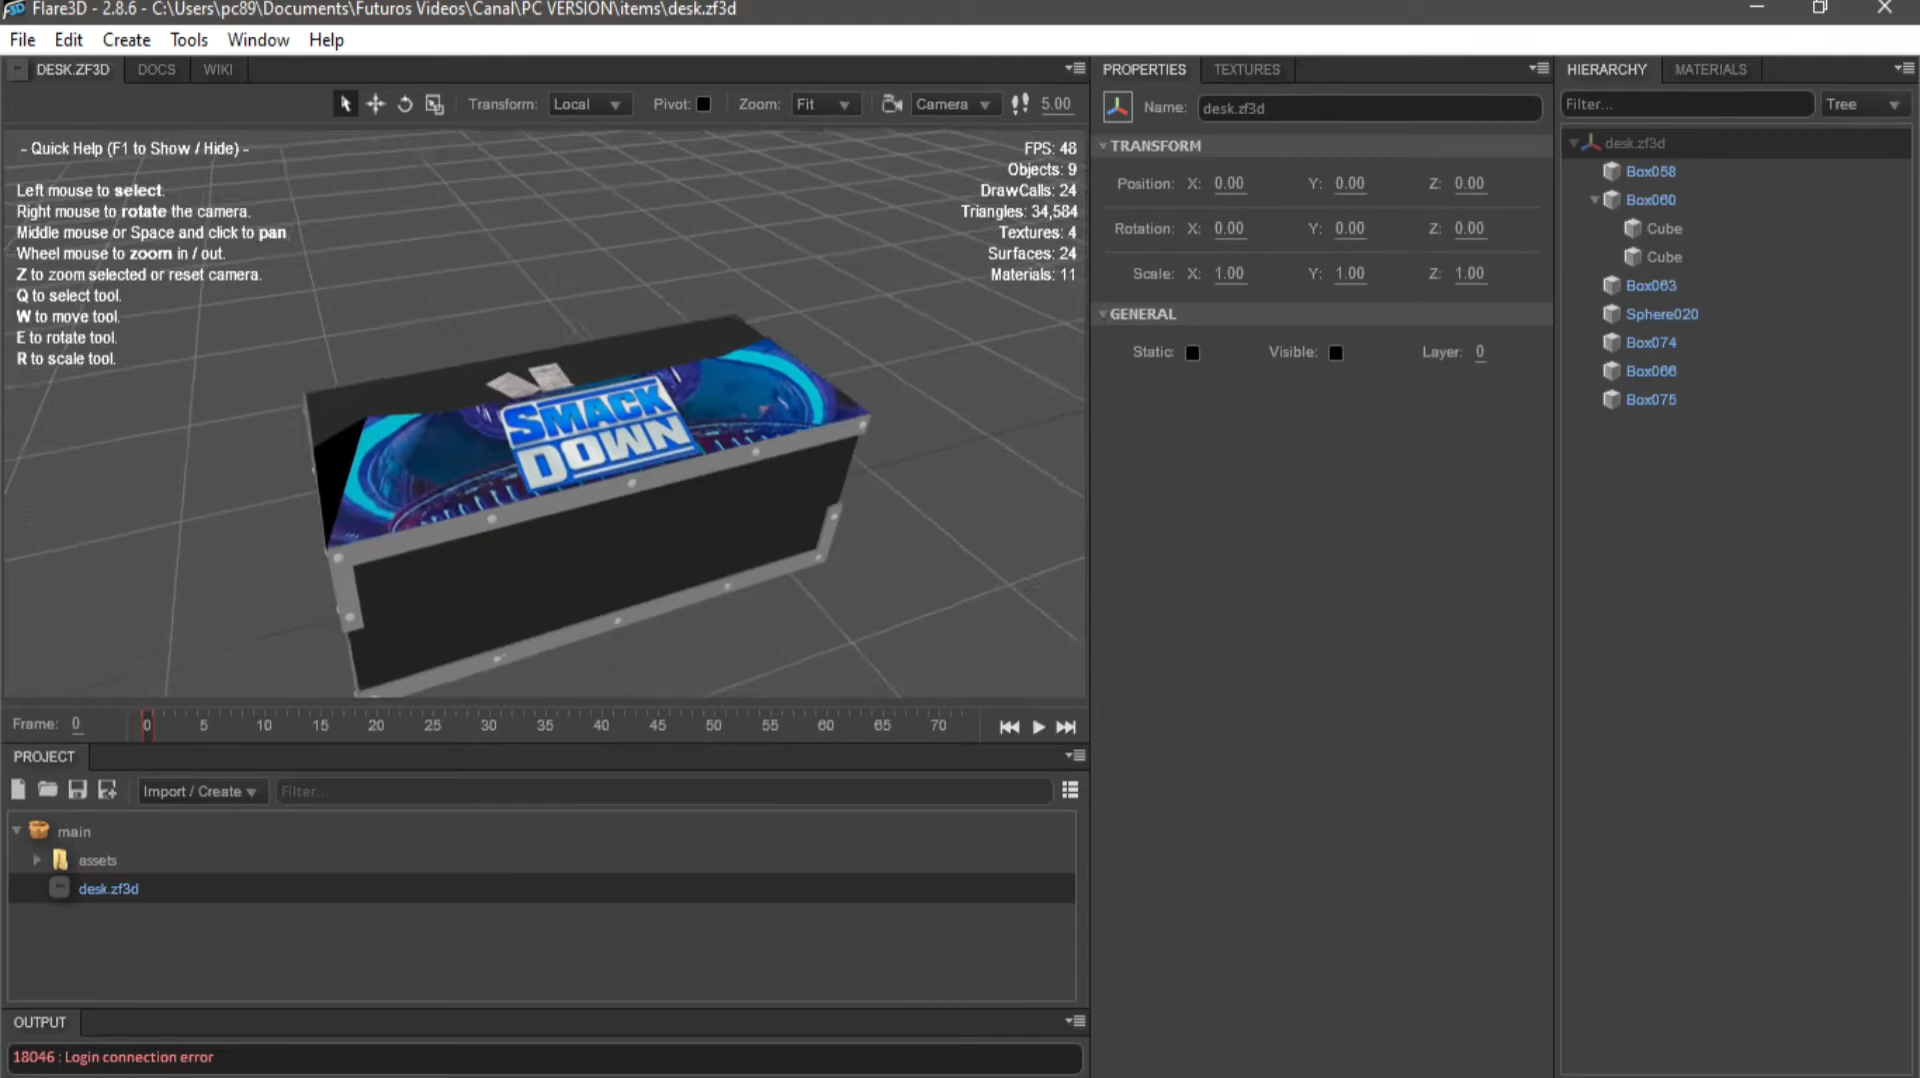 Flare3D - 2.8.6 - C:\Users\pc89\Documents\Futuros Videos\Canal\PC VERSION\items\desk.zf3d
File Edit Create Tools Window Help
DESK.ZF3D DOCS WIKI
Transform: Local Pivot: Zoom: Fit Camera 5.00
- Quick Help (F1 to Show / Hide) -
Left mouse to select.
Right mouse to rotate the camera.
Middle mouse or Space and click to pan
Wheel mouse to zoom in / out.
Z to zoom selected or reset camera.
Q to select tool.
W to move tool.
E to rotate tool.
R to scale tool.
FPS: 48
Objects: 9
DrawCalls: 24
Triangles: 34,584
Textures: 4
Surfaces: 24
Materials: 11
SMACK
DOWN
Frame: 0 0 5 10 15 20 25 30 35 40 45 50 55 60 65 70
PROJECT
Import / Create Filter...
main
assets
desk.zf3d
OUTPUT
18046 : Login connection error
PROPERTIES TEXTURES
Name: desk.zf3d
TRANSFORM
Position: X: 0.00 Y: 0.00 Z: 0.00
Rotation: X: 0.00 Y: 0.00 Z: 0.00
Scale: X: 1.00 Y: 1.00 Z: 1.00
GENERAL
Static: Visible: Layer: 0
HIERARCHY MATERIALS
Filter... Tree
desk.zf3d
Box058
Box060
Cube
Cube
Box063
Sphere020
Box074
Box066
Box075